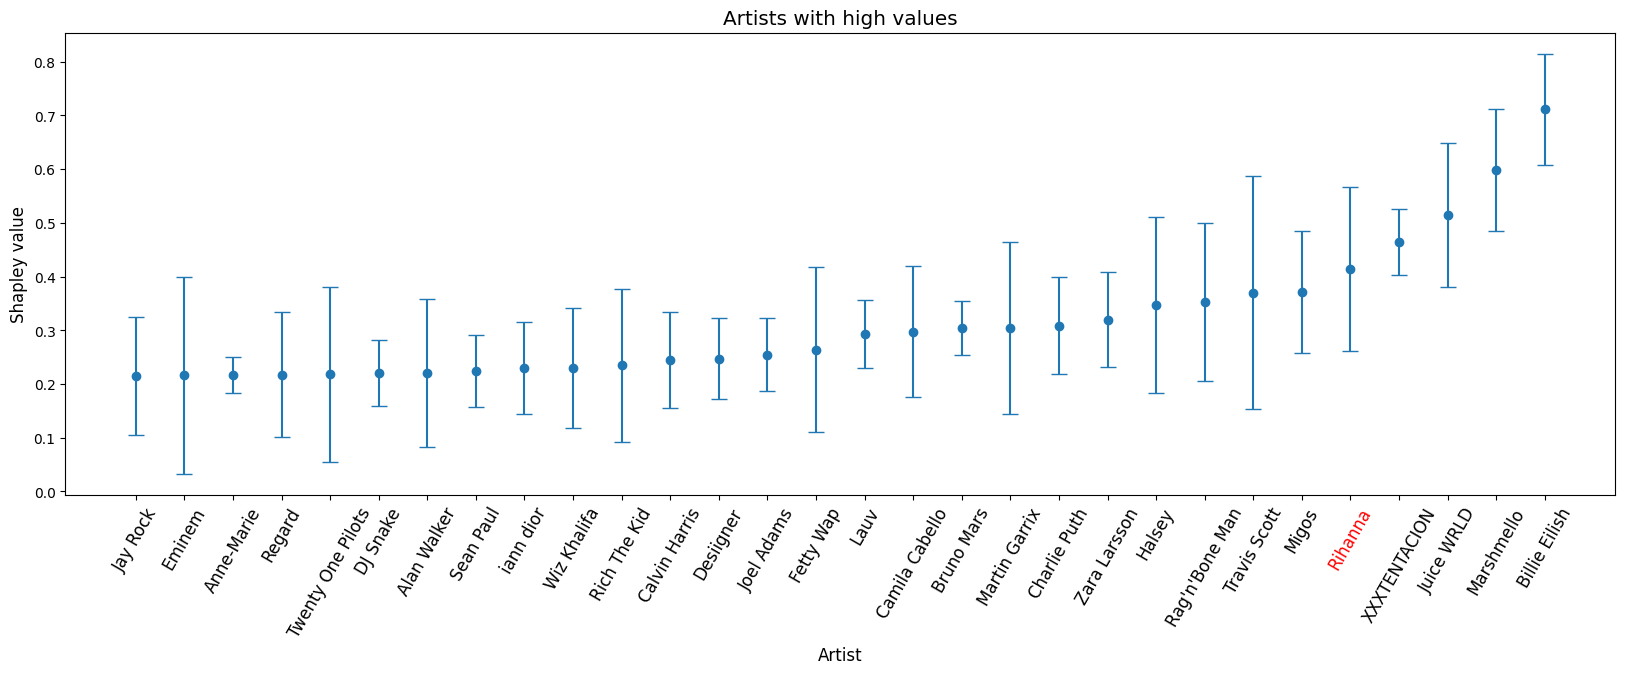 Artists with high values
Shapley value
0.8
0.7
0.6
0.5
0.4
0.3
0.2
0.1
0.0
Jay Rock
Eminem
Anne-Marie
Regard
Twenty One Pilots
DJ Snake
Alan Walker
Sean Paul
iann dior
Wiz Khalifa
Rich The Kid
Calvin Harris
Desiigner
Joel Adams
Fetty Wap
Lauv
Camila Cabello
Bruno Mars
Martin Garrix
Charlie Puth
Zara Larsson
Halsey
Rag'n'Bone Man
Travis Scott
Migos
Rihanna
XXXTENTACION
Juice WRLD
Marshmello
Billie Eilish
Artist